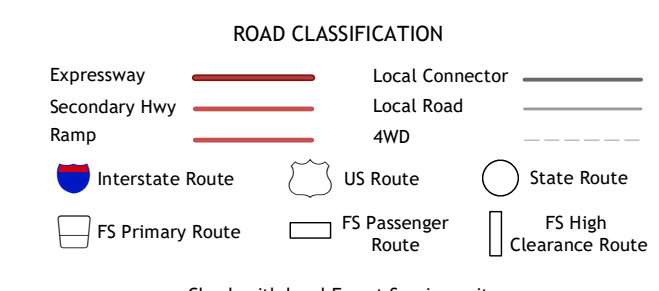 ROAD CLASSIFICATION
Expressway
Local Connector
Secondary Hwy
Local Road
Ramp
4WD
Interstate Route
US Route
State Route
FS Primary Route
FS Passenger
Route
FS High
Clearance Route